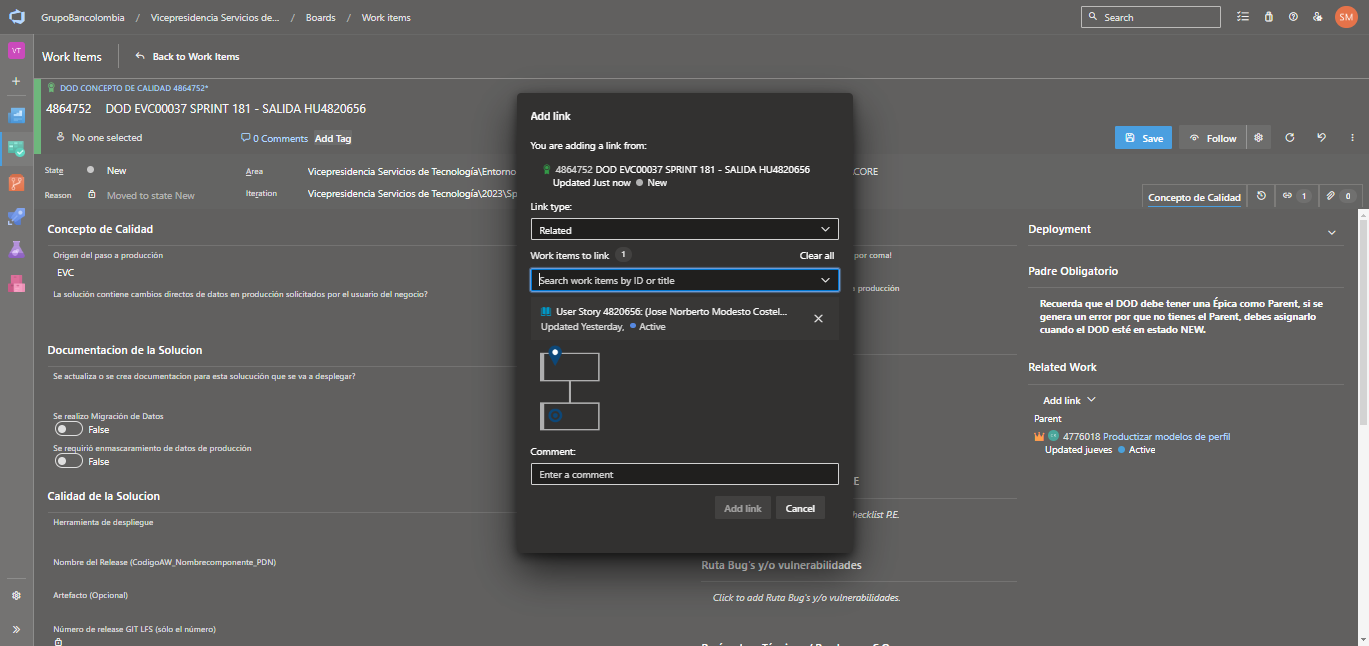 GrupoBancolombia / Vicepresidencia Servicios de... / Boards / Work items
Search
SM
VT
Work Items
Back to Work Items
DOD CONCEPTO DE CALIDAD 4864752*
4864752 DOD EVC00037 SPRINT 181 - SALIDA HU4820656
No one selected
0 Comments
Add Tag
Save
Follow
State
New
Area
Vicepresidencia Servicios de Tecnología\Entorno
CORE
Reason
Moved to state New
Iteration
Vicepresidencia Servicios de Tecnología\2023\Sp
Concepto de Calidad
1
0
Concepto de Calidad
Origen del paso a producción
EVC
La solución contiene cambios directos de datos en producción solicitados por el usuario del negocio?
Documentacion de la Solucion
Se actualiza o se crea documentacion para esta solucución que se va a desplegar?
Se realizo Migración de Datos
False
Se requirió enmascaramiento de datos de producción
False
Calidad de la Solucion
Herramienta de despliegue
Nombre del Release (CodigoAW_Nombrecomponente_PDN)
Artefacto (Opcional)
Número de release GIT LFS (sólo el número)
Add link
You are adding a link from:
4864752 DOD EVC00037 SPRINT 181 - SALIDA HU4820656
Updated Just now New
Link type:
Related
Work items to link 1
Clear all
Search work items by ID or title
User Story 4820656: (Jose Norberto Modesto Costel...
Updated Yesterday, Active
Comment:
Enter a comment
Add link
Cancel
por comal
producción
E
checklist P.E.
Ruta Bug's y/o vulnerabilidades
Click to add Ruta Bug's y/o vulnerabilidades.
Deployment
Padre Obligatorio
Recuerda que el DOD debe tener una Épica como Parent, si se
genera un error por que no tienes el Parent, debes asignarlo
cuando el DOD esté en estado NEW.
Related Work
Add link
Parent
4776018 Productizar modelos de perfil
Updated jueves Active